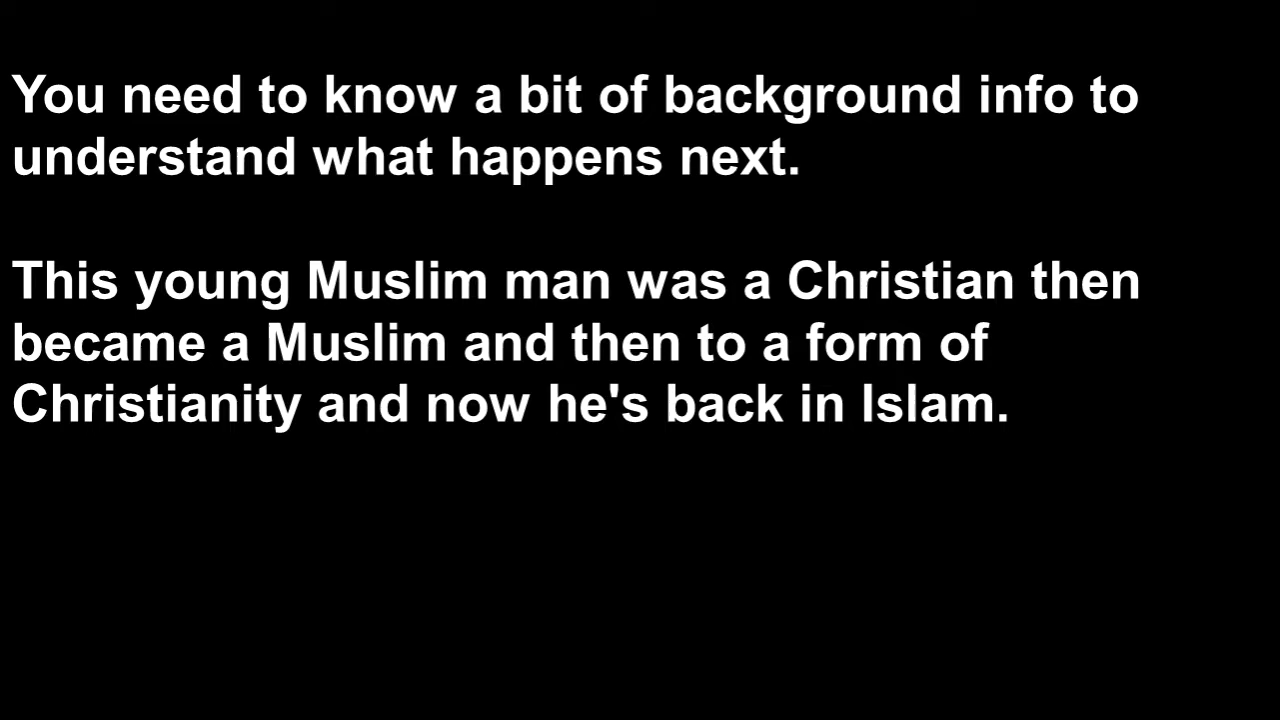 You need to know a bit of background info to
understand what happens next.
This young Muslim man was a Christian then
became a Muslim and then to a form of
Christianity and now he's back in Islam.